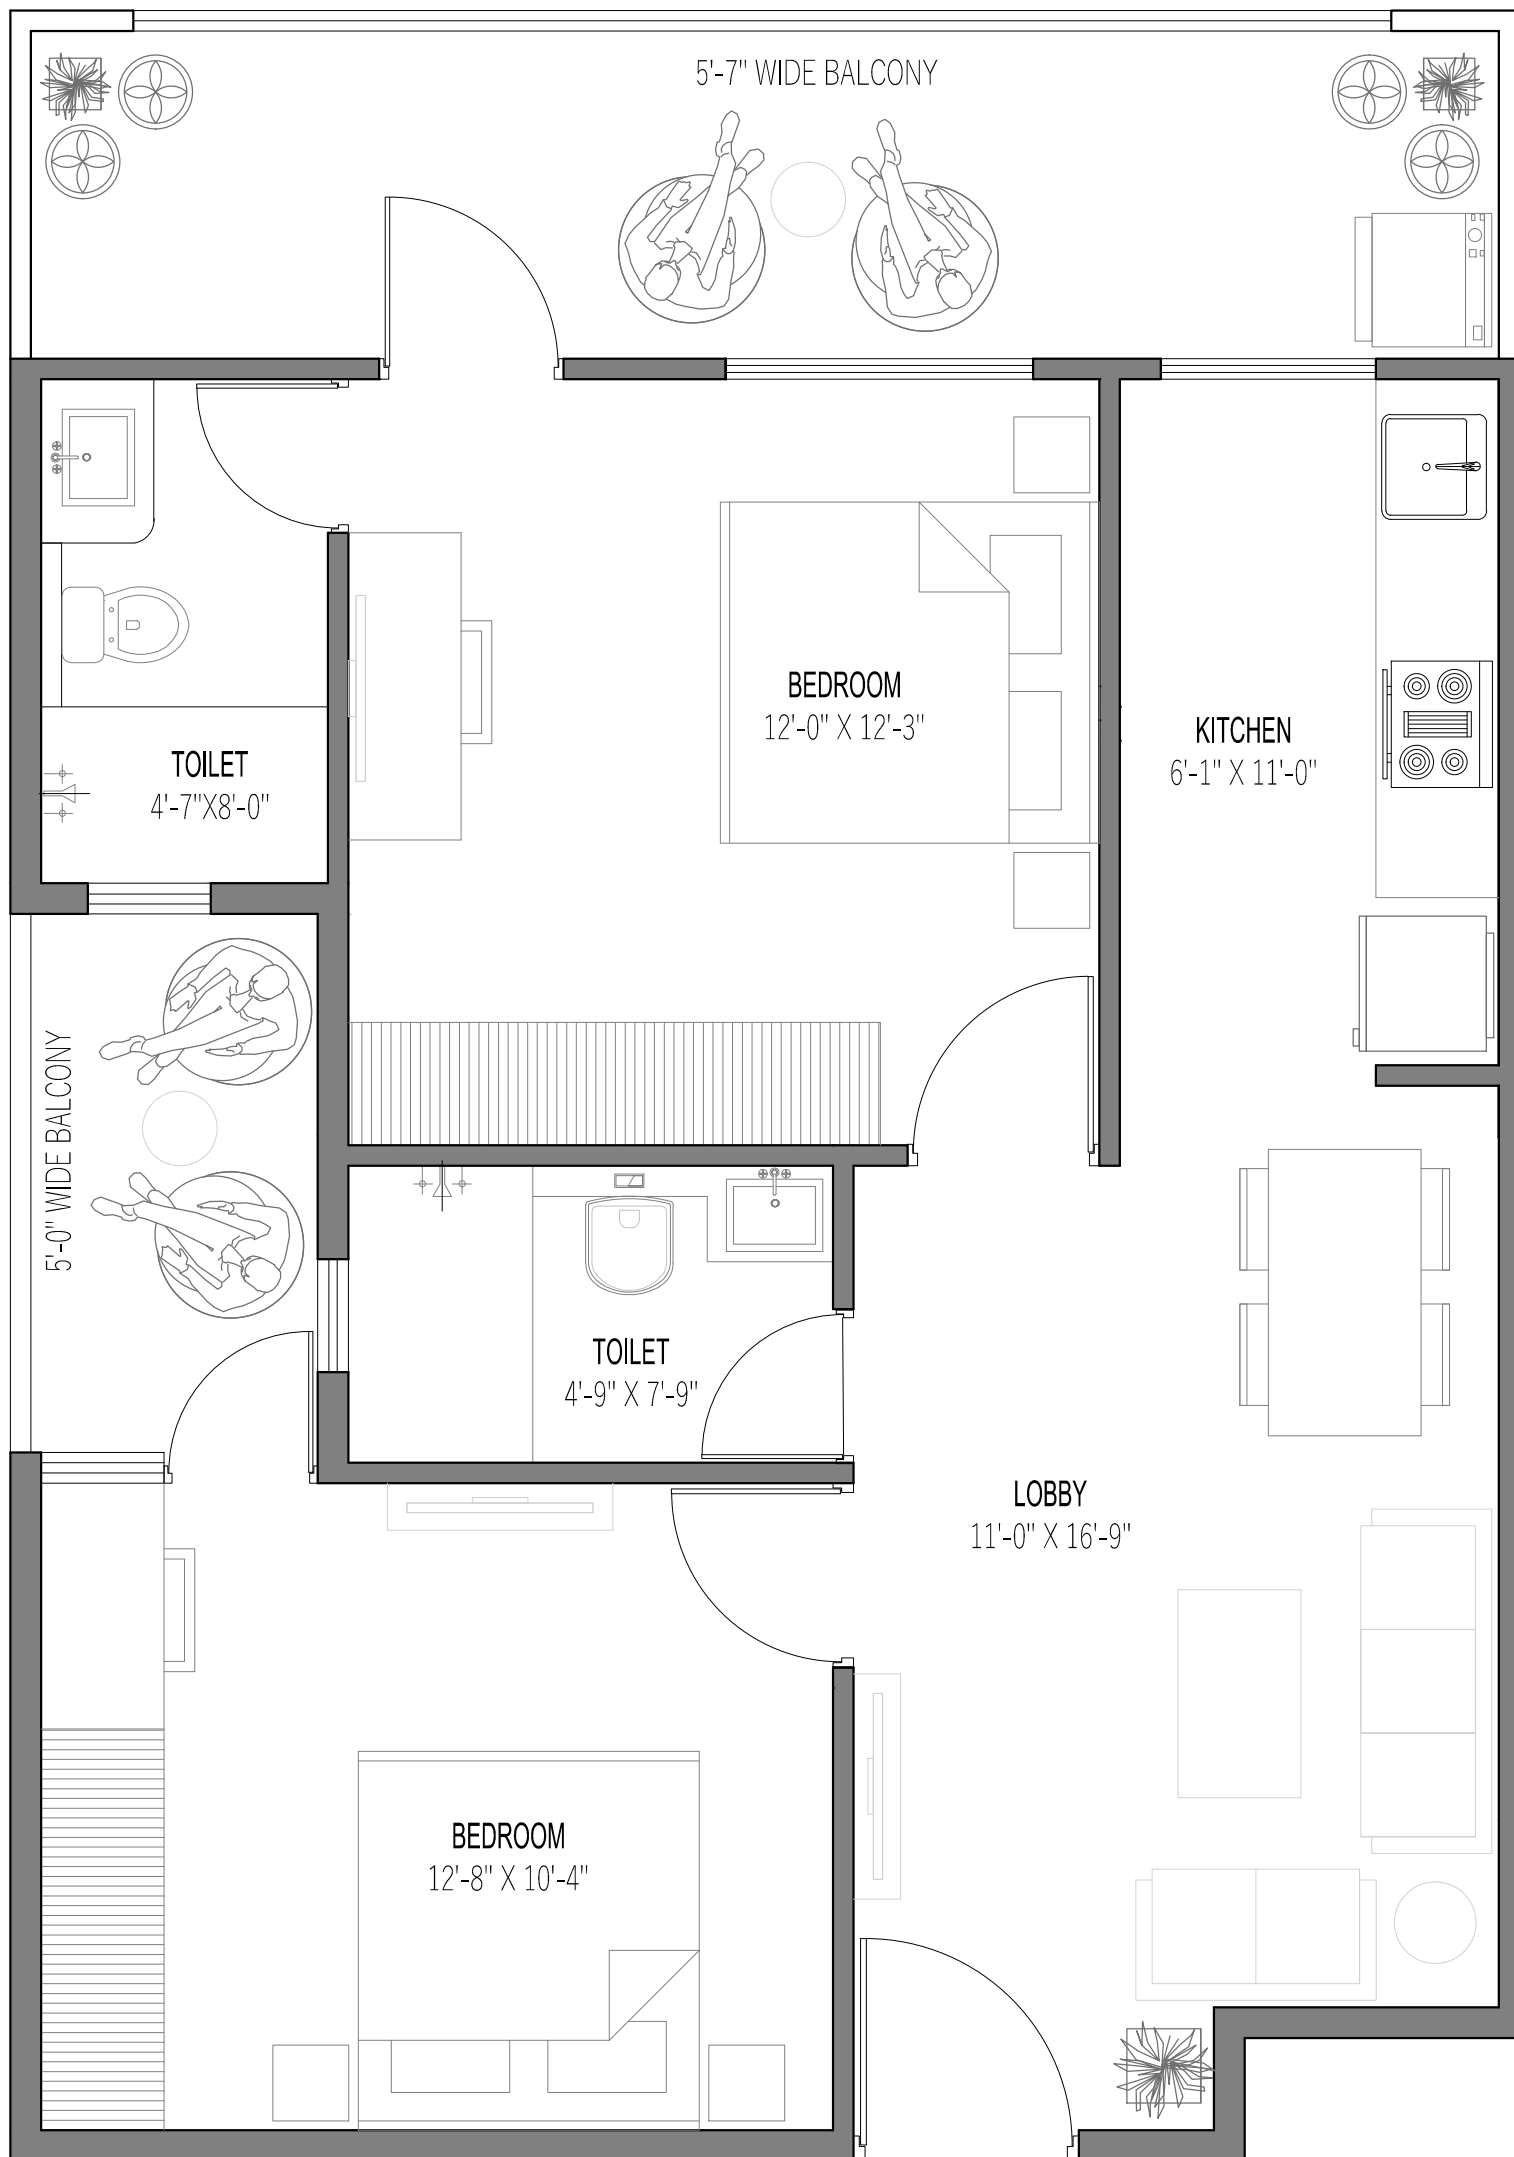 5'-7" WIDE BALCONY
BEDROOM
12'-0" X 12'-3"
KITCHEN
6'-1" X 11'-0"
TOILET
4'-7"X8'-0"
5'-0" WIDE BALCONY
TOILET
4'-9" X 7'-9"
LOBBY
11'-0" X 16'-9"
BEDROOM
12'-8" X 10'-4"